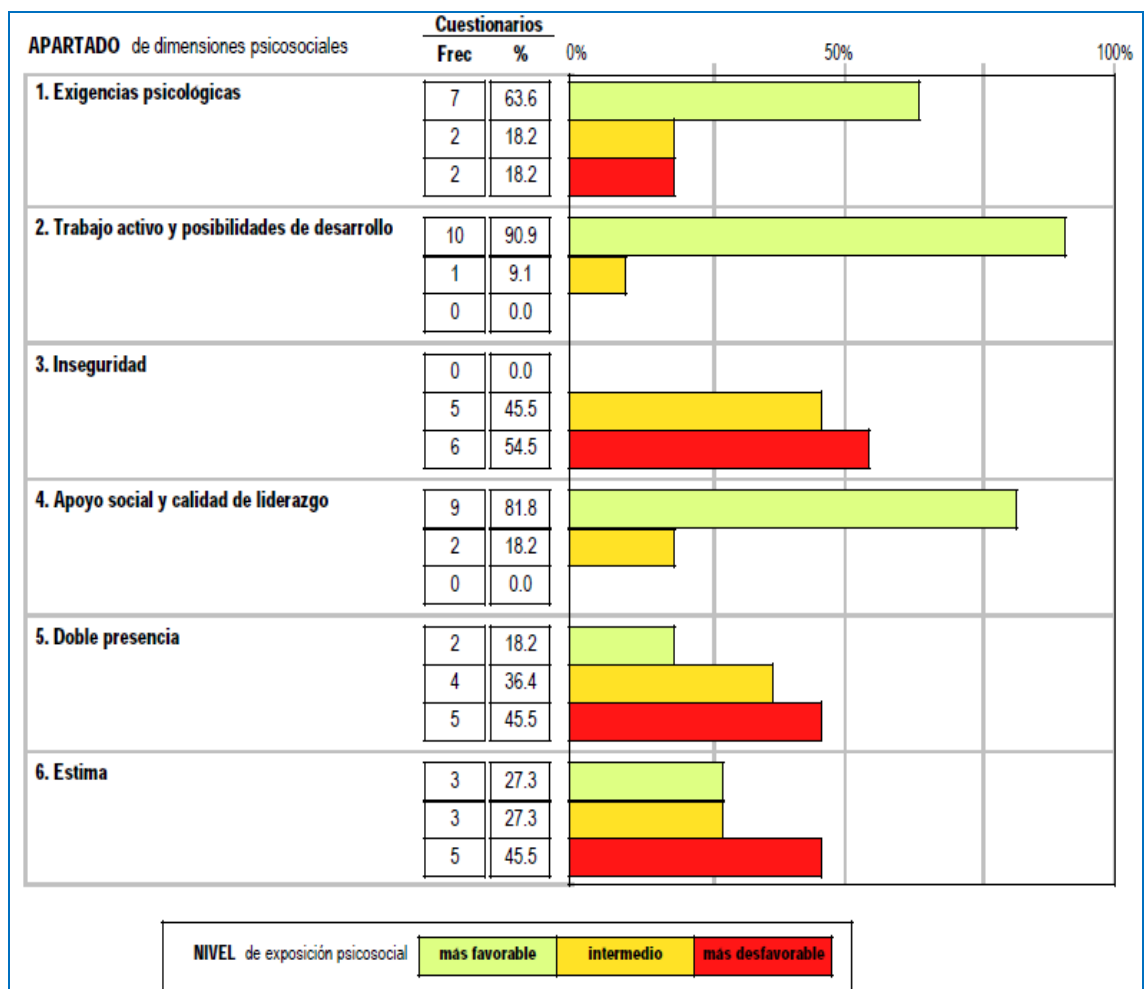 Cuestionarios
APARTADO de dimensiones psicosociales
Frec % 0% 50% 100%
1. Exigencias psicológicas
7 63.6
2 18.2
2 18.2
2. Trabajo activo y posibilidades de desarrollo
10 90.9
1 9.1
0 0.0
3. Inseguridad
0 0.0
5 45.5
6 54.5
4. Apoyo social y calidad de liderazgo
9 81.8
2 18.2
0 0.0
5. Doble presencia
2 18.2
4 36.4
5 45.5
6. Estima
3 27.3
3 27.3
5 45.5
NIVEL de exposición psicosocial más favorable intermedio más desfavorable